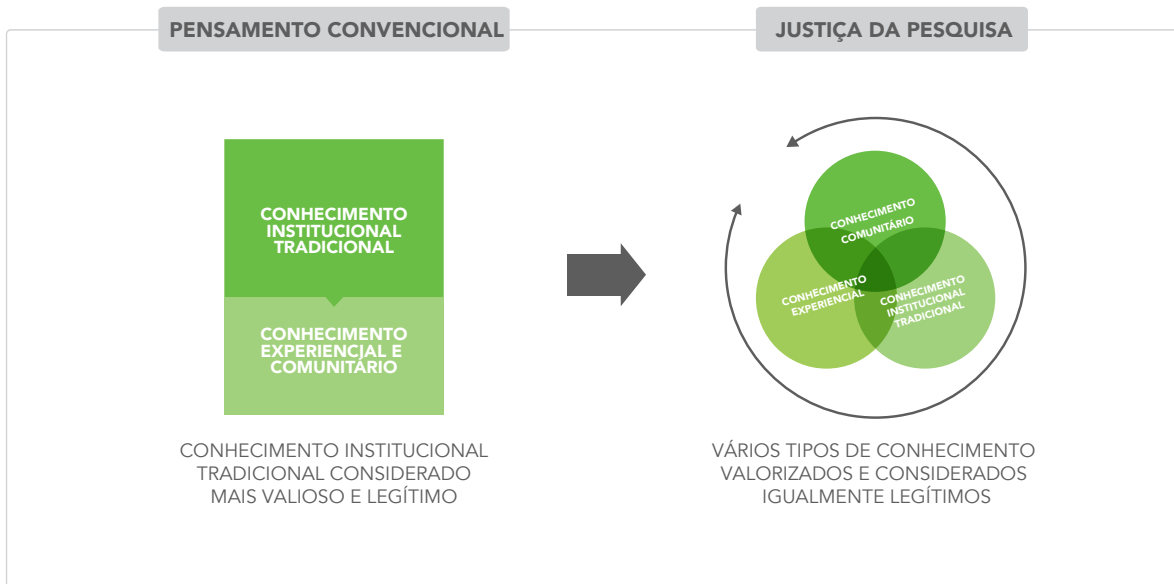 PENSAMENTO CONVENCIONAL
CONHECIMENTO
INSTITUCIONAL
TRADICIONAL
CONHECIMENTO
EXPERIENCIAL E
COMUNITÁRIO
CONHECIMENTO INSTITUCIONAL
TRADICIONAL CONSIDERADO
MAIS VALIOSO E LEGÍTIMO
JUSTIÇA DA PESQUISA
CONHECIMENTO
COMUNITÁRIO
CONHECIMENTO
EXPERIENCIAL
CONHECIMENTO
INSTITUCIONAL
TRADICIONAL
VÁRIOS TIPOS DE CONHECIMENTO
VALORIZADOS E CONSIDERADOS
IGUALMENTE LEGÍTIMOS